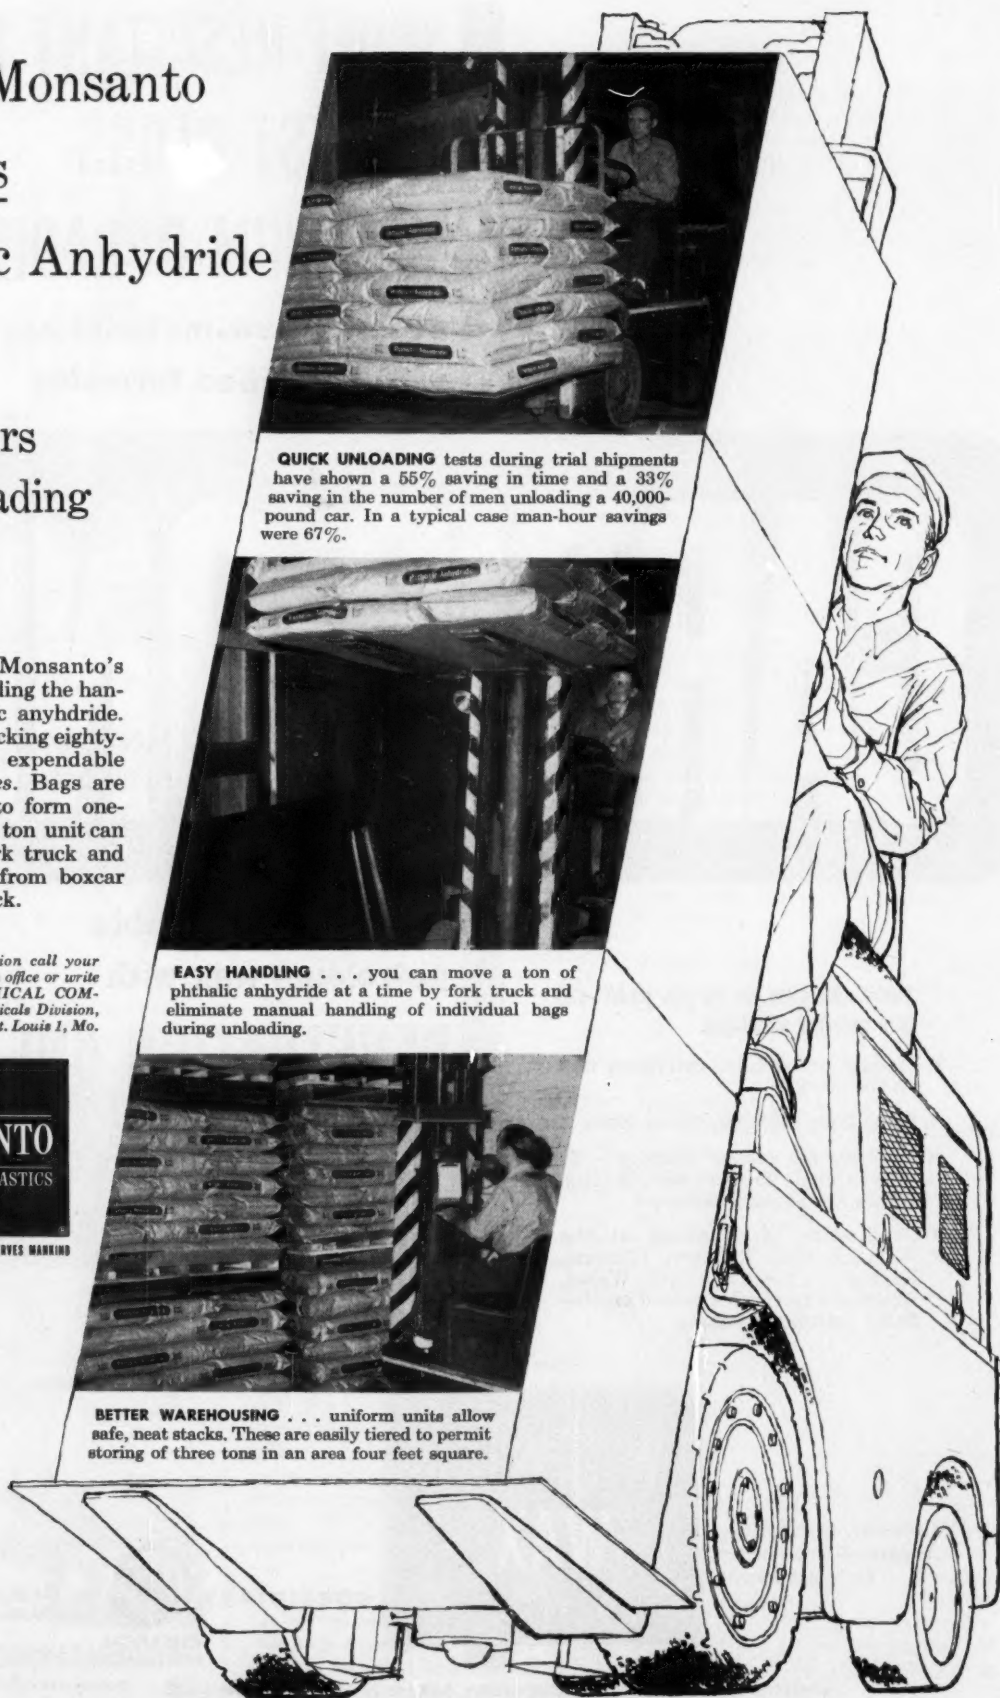 Monsanto
s
c Anhydride
rs
ading
Monsanto's
ling the han-
c anyhdride.
cking eighty-
expendable
es. Bags are
to form one-
ton unit can
rk truck and
from boxcar
ck.
ion call your
office or write
MICAL COM-
icals Division,
t. Louis 1, Mo.
NTO
ASTICS
RVES MANKIND
QUICK UNLOADING tests during trial shipments
have shown a 55% saving in time and a 33%
saving in the number of men unloading a 40,000-
pound car. In a typical case man-hour savings
were 67%.
EASY HANDLING . . . you can move a ton of
phthalic anhydride at a time by fork truck and
eliminate manual handling of individual bags
during unloading.
BETTER WAREHOUSING . . . uniform units allow
safe, neat stacks. These are easily tiered to permit
storing of three tons in an area four feet square.